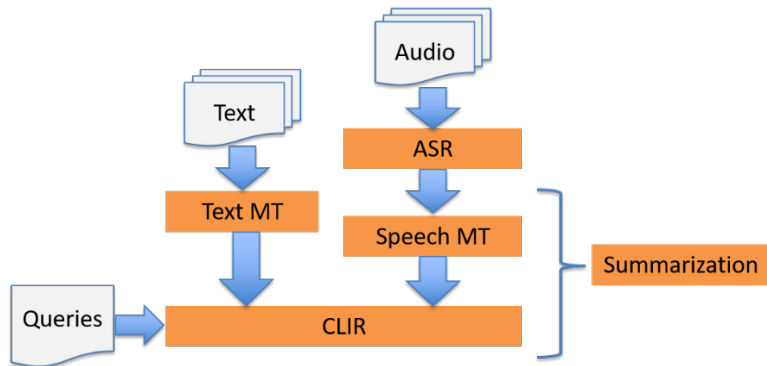 Audio
Text
ASR
Text MT
Speech MT
Summarization
Queries
CLIR